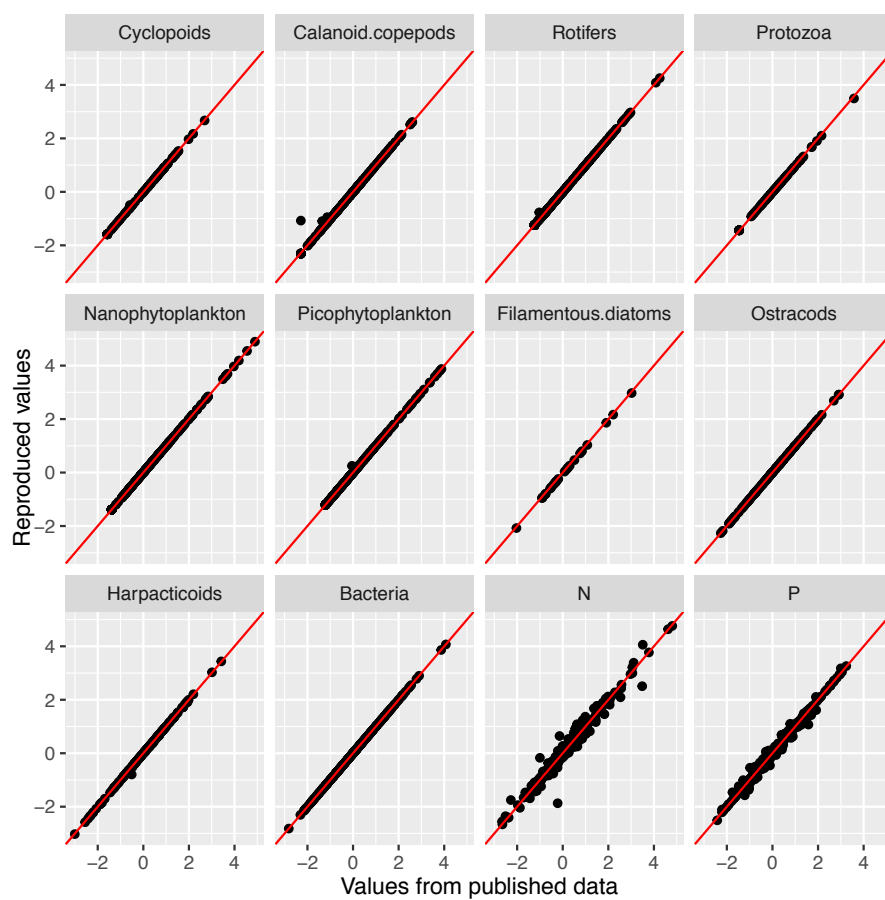 Cyclopoids Calanoid.copepods Rotifers Protozoa
4
2
0
−2
Nanophytoplankton Picophytoplankton Filamentous.diatoms Ostracods
4
2
0
−2
Reproduced values
Harpacticoids Bacteria N P
4
2
0
−2
−2 0 2 4 −2 0 2 4 −2 0 2 4 −2 0 2 4
Values from published data